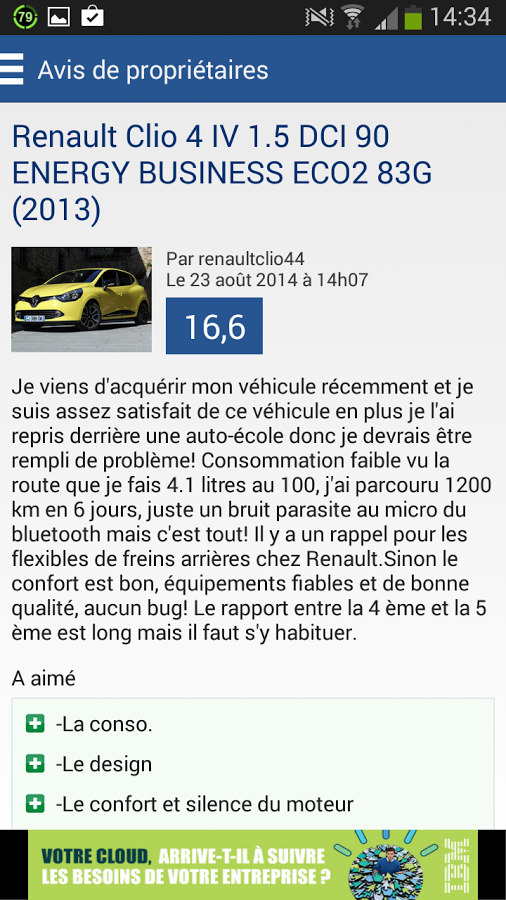 79
14:34
Avis de propriétaires
Renault Clio 4 IV 1.5 DCI 90
ENERGY BUSINESS ECO2 83G
(2013)
Par renaultclio44
Le 23 août 2014 à 14h07
16,6
Je viens d'acquérir mon véhicule récemment et je
suis assez satisfait de ce véhicule en plus je l'ai
repris derrière une auto-école donc je devrais être
rempli de problème! Consommation faible vu la
route que je fais 4.1 litres au 100, j'ai parcouru 1200
km en 6 jours, juste un bruit parasite au micro du
bluetooth mais c'est tout! Il y a un rappel pour les
flexibles de freins arrières chez Renault.Sinon le
confort est bon, équipements fiables et de bonne
qualité, aucun bug! Le rapport entre la 4 ème et la 5
ème est long mais il faut s'y habituer.
A aimé
-La conso.
-Le design
-Le confort et silence du moteur
VOTRE CLOUD, ARRIVE-T-IL À SUIVRE
LES BESOINS DE VOTRE ENTREPRISE ?
IBM